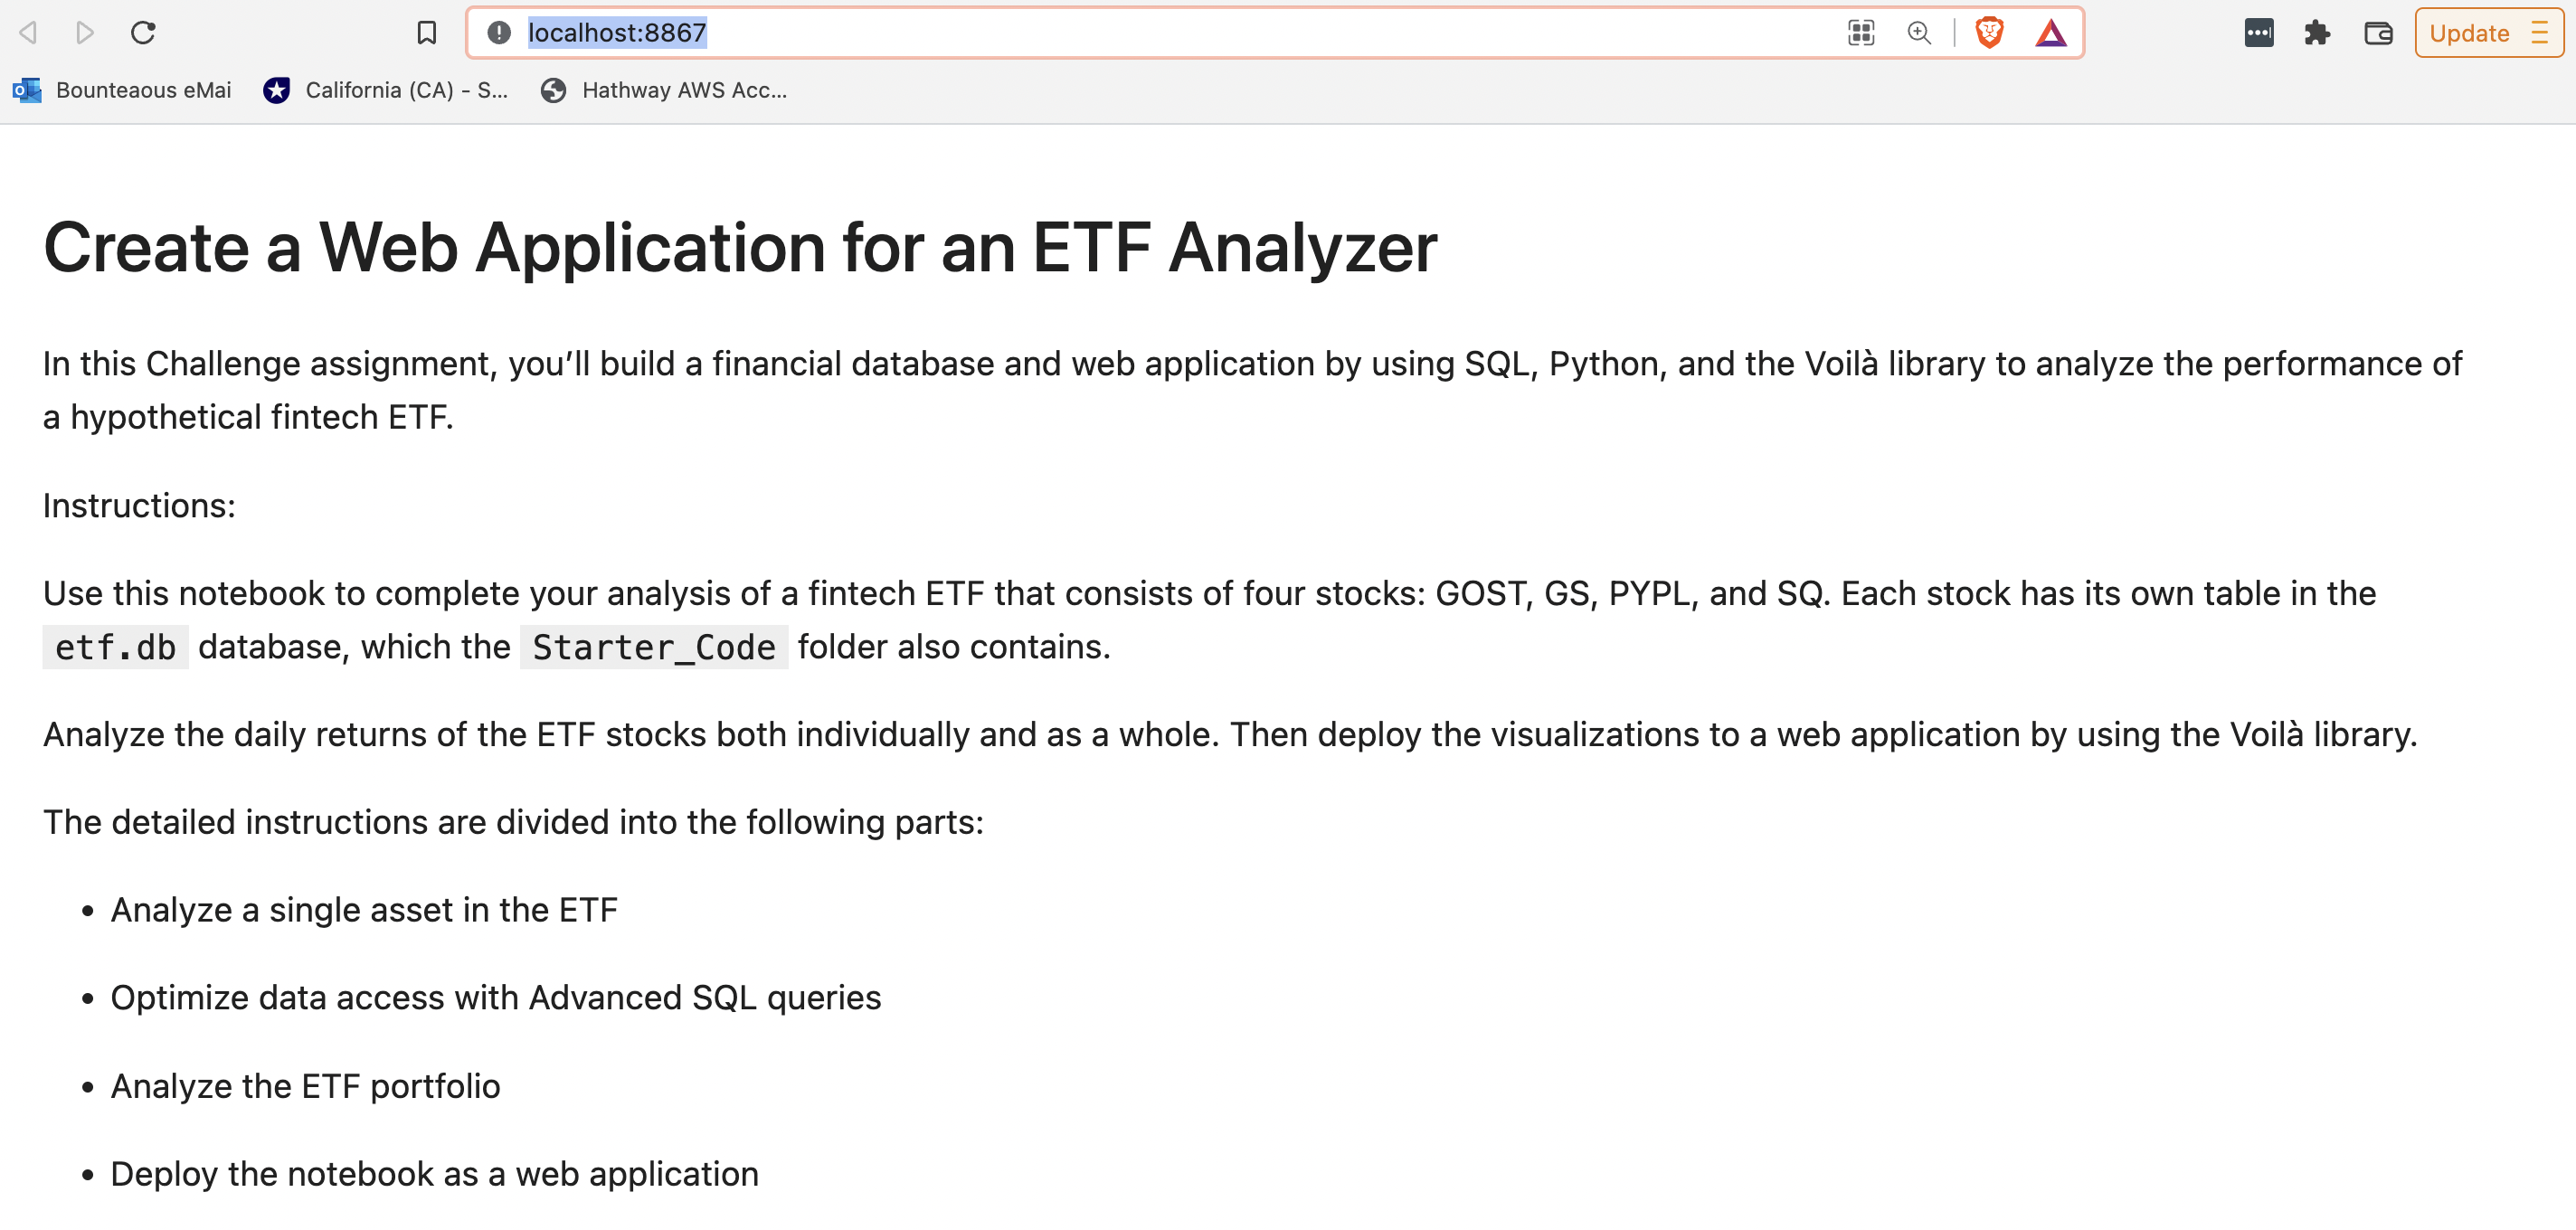 localhost:8867
Update
Bounteaous eMai
California (CA) - S...
Hathway AWS Acc...
Create a Web Application for an ETF Analyzer
In this Challenge assignment, you’ll build a financial database and web application by using SQL, Python, and the Voilà library to analyze the performance of
a hypothetical fintech ETF.
Instructions:
Use this notebook to complete your analysis of a fintech ETF that consists of four stocks: GOST, GS, PYPL, and SQ. Each stock has its own table in the
etf.db database, which the Starter_Code folder also contains.
Analyze the daily returns of the ETF stocks both individually and as a whole. Then deploy the visualizations to a web application by using the Voilà library.
The detailed instructions are divided into the following parts:
• Analyze a single asset in the ETF
• Optimize data access with Advanced SQL queries
• Analyze the ETF portfolio
• Deploy the notebook as a web application